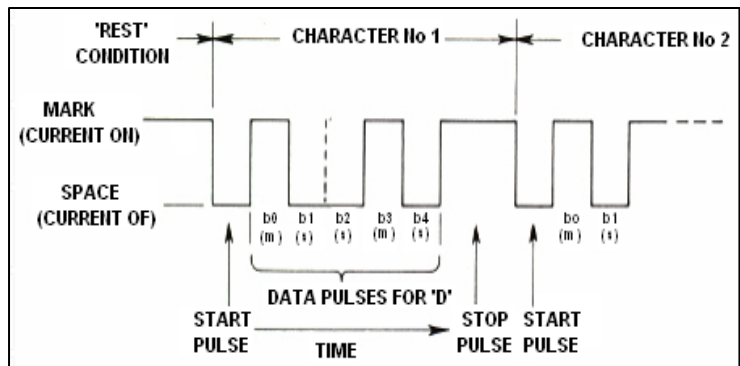 'REST'
CONDITION
CHARACTER No 1
CHARACTER No 2
MARK
(CURRENT ON)
SPACE
(CURRENT OF)
b0 b1 b2 b3 b4 bo b1
(m) (s) (s) (m) (s) (m) (s)
DATA PULSES FOR 'D'
START
PULSE
TIME
STOP
PULSE
START
PULSE